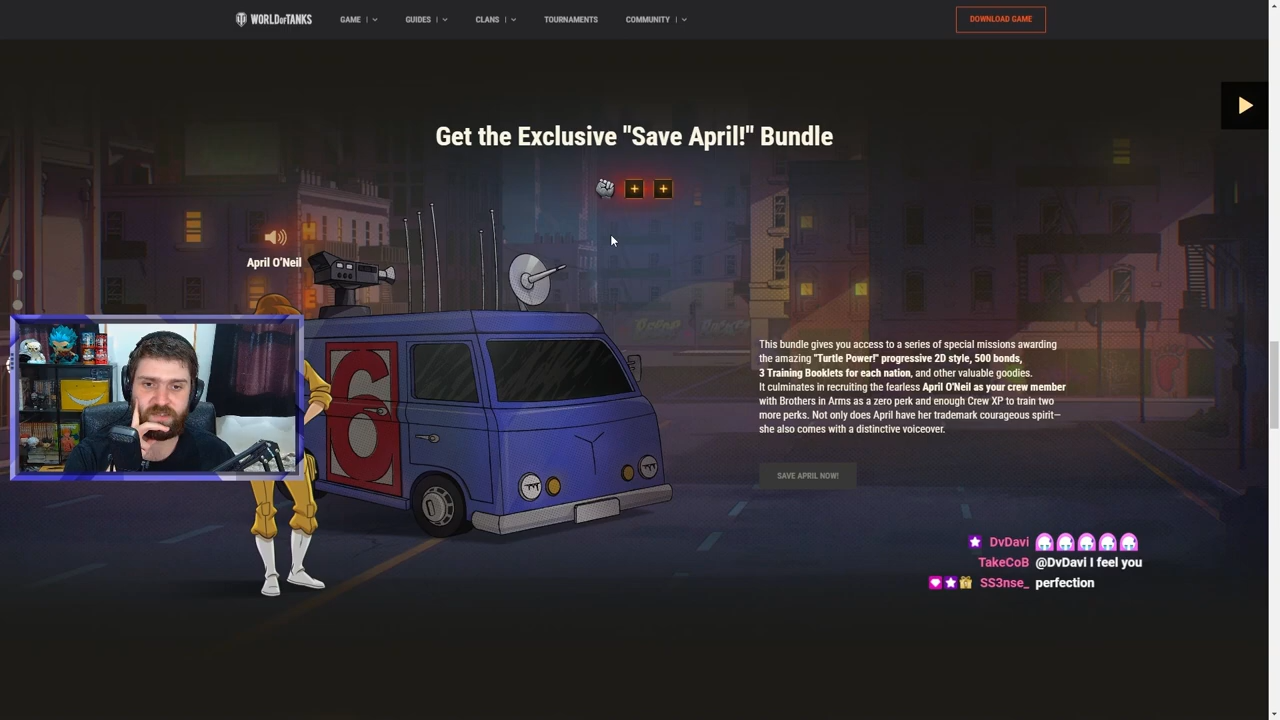 WORLD OF TANKS
GAME
GUIDES
CLANS
TOURNAMENTS
COMMUNITY
DOWNLOAD GAME
Get the Exclusive "Save April!" Bundle
April O'Neil
6
This bundle gives you access to a series of special missions awarding
the amazing "Turtle Power!" progressive 2D style, 500 bonds,
3 Training Booklets for each nation, and other valuable goodies.
It culminates in recruiting the fearless April O'Neil as your crew member
with Brothers in Arms as a zero perk and enough Crew XP to train two
more perks. Not only does April have her trademark courageous spirit—
she also comes with a distinctive voiceover.
SAVE APRIL NOW!
DvDavi
TakeCoB @DvDavi I feel you
SS3nse_ perfection